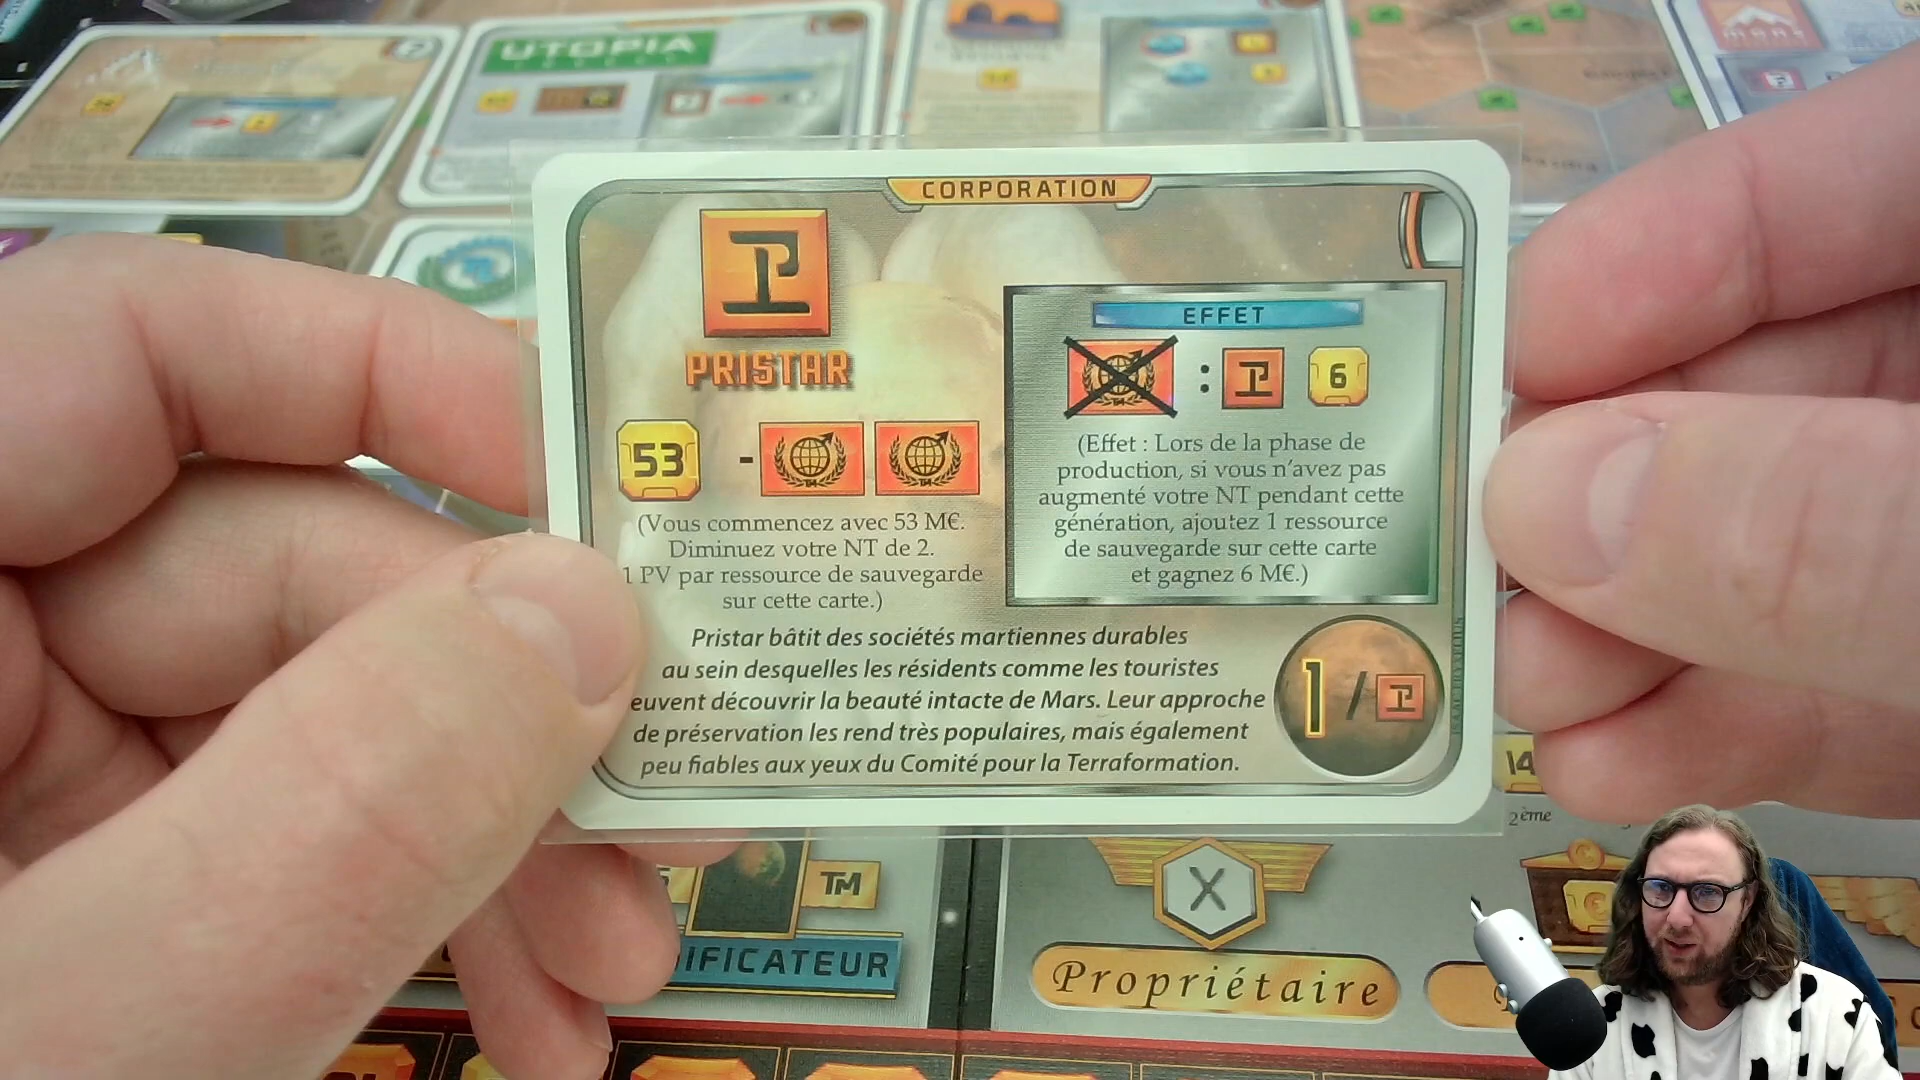 UTOPIA
CORPORATION
PRISTAR
53
-
(Vous commencez avec 53 M€.
Diminuez votre NT de 2.
1 PV par ressource de sauvegarde
sur cette carte.)
EFFET
: 6
(Effet : Lors de la phase de
production, si vous n'avez pas
augmenté votre NT pendant cette
génération, ajoutez 1 ressource
de sauvegarde sur cette carte
et gagnez 6 M€.)
Pristar bâtit des sociétés martiennes durables
au sein desquelles les résidents comme les touristes
euvent découvrir la beauté intacte de Mars. Leur approche
de préservation les rend très populaires, mais également
peu fiables aux yeux du Comité pour la Terraformation.
1 /
14
2ème
TM
IFICATEUR
X
Propriétaire